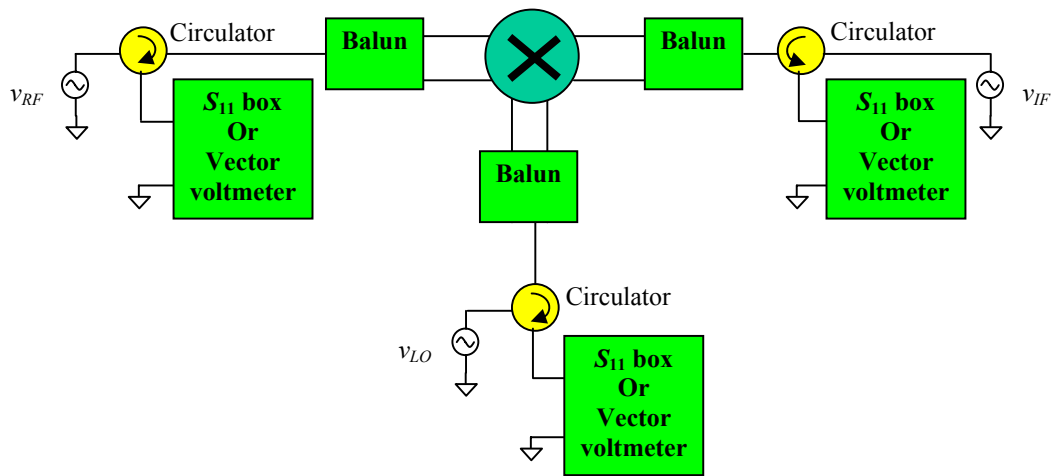 Circulator
Balun
Balun
Circulator
v_RF
S₁₁ box
Or
Vector
voltmeter
S₁₁ box
Or
Vector
voltmeter
v_IF
Balun
Circulator
v_LO
S₁₁ box
Or
Vector
voltmeter